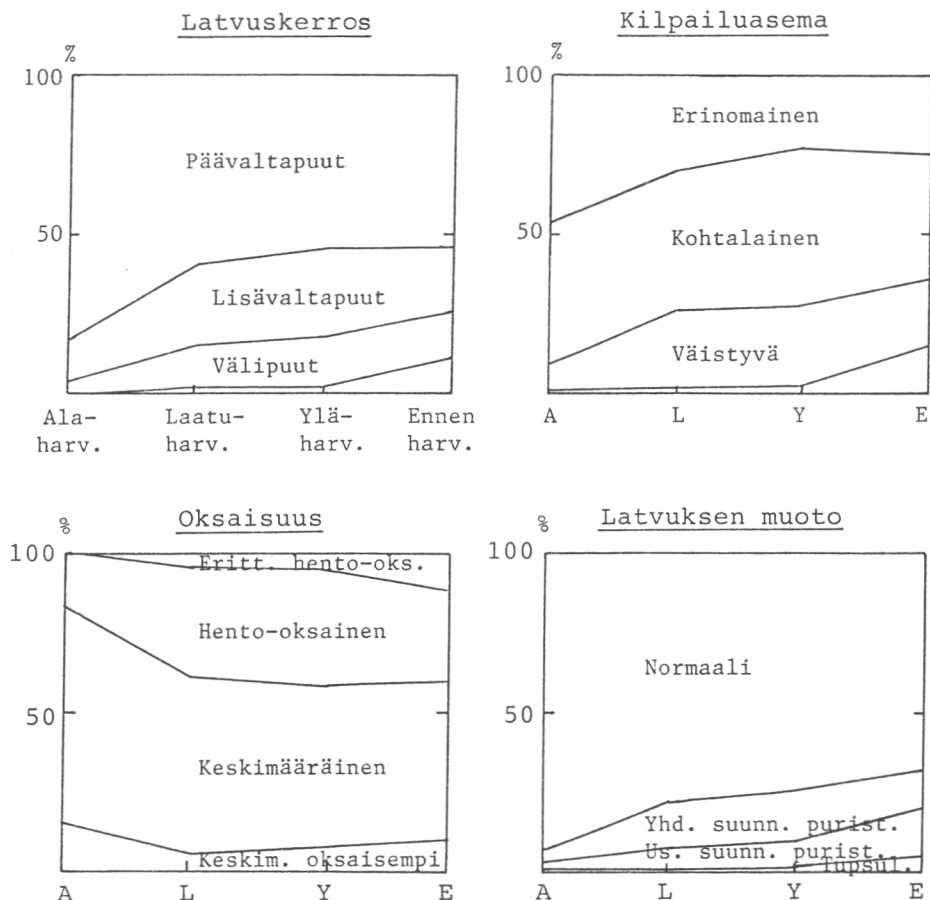 Latvuskerros
%
100
50
Päävaltapuut
Lisävaltapuut
Välipuut
Ala-
harv.
Laatu-
harv.
Ylä-
harv.
Ennen
harv.
Kilpailuasema
%
100
50
Erinomainen
Kohtalainen
Väistyvä
A L Y E
Oksaisuus
%
100
50
Eritt. hento-oks.
Hento-oksainen
Keskimääräinen
Keskim. oksaisempi
A L Y E
Latvuksen muoto
%
100
50
Normaali
Yhd. suunn. purist.
Us. suunn. purist.
Tupsul.
A L Y E